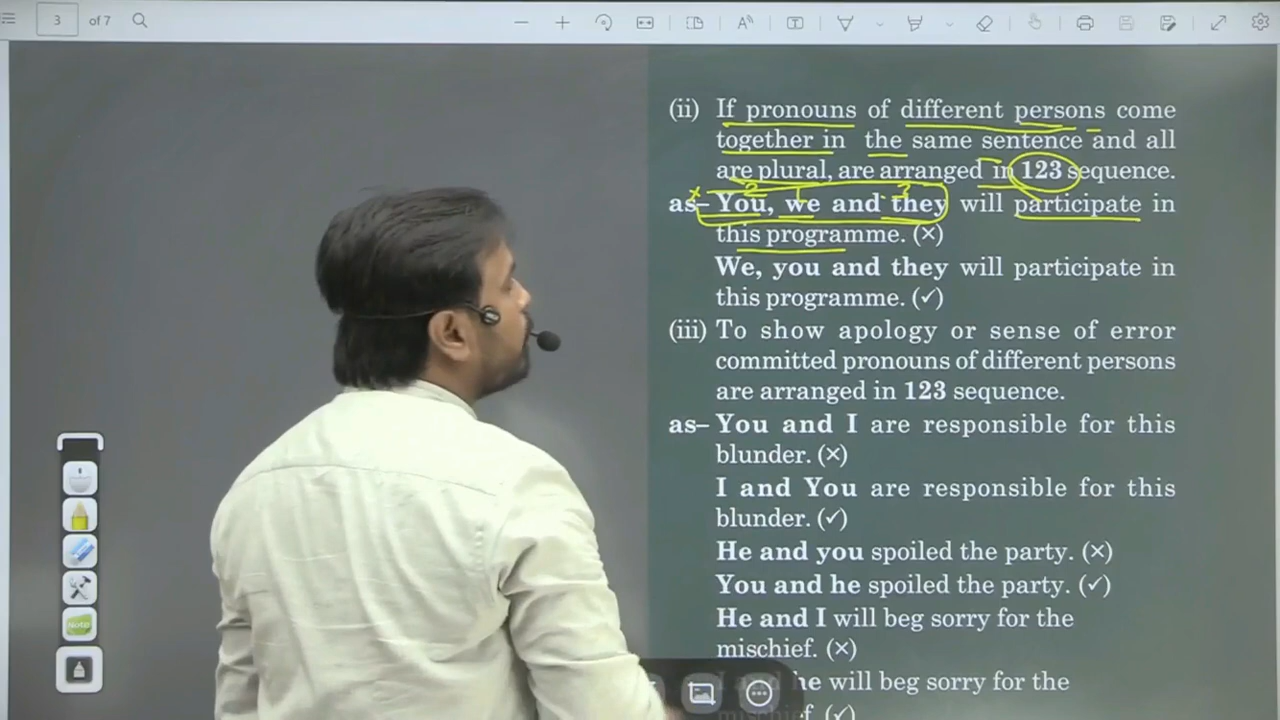 3 of 7
(ii) If pronouns of different persons come
together in the same sentence and all
are plural, are arranged in 123 sequence.
2 1 3
as– You, we and they will participate in
this programme. (×)
We, you and they will participate in
this programme. (✓)
(iii) To show apology or sense of error
committed pronouns of different persons
are arranged in 123 sequence.
as– You and I are responsible for this
blunder. (×)
I and You are responsible for this
blunder. (✓)
He and you spoiled the party. (×)
You and he spoiled the party. (✓)
He and I will beg sorry for the
mischief. (×)
he will beg sorry for the
(✓)
Note